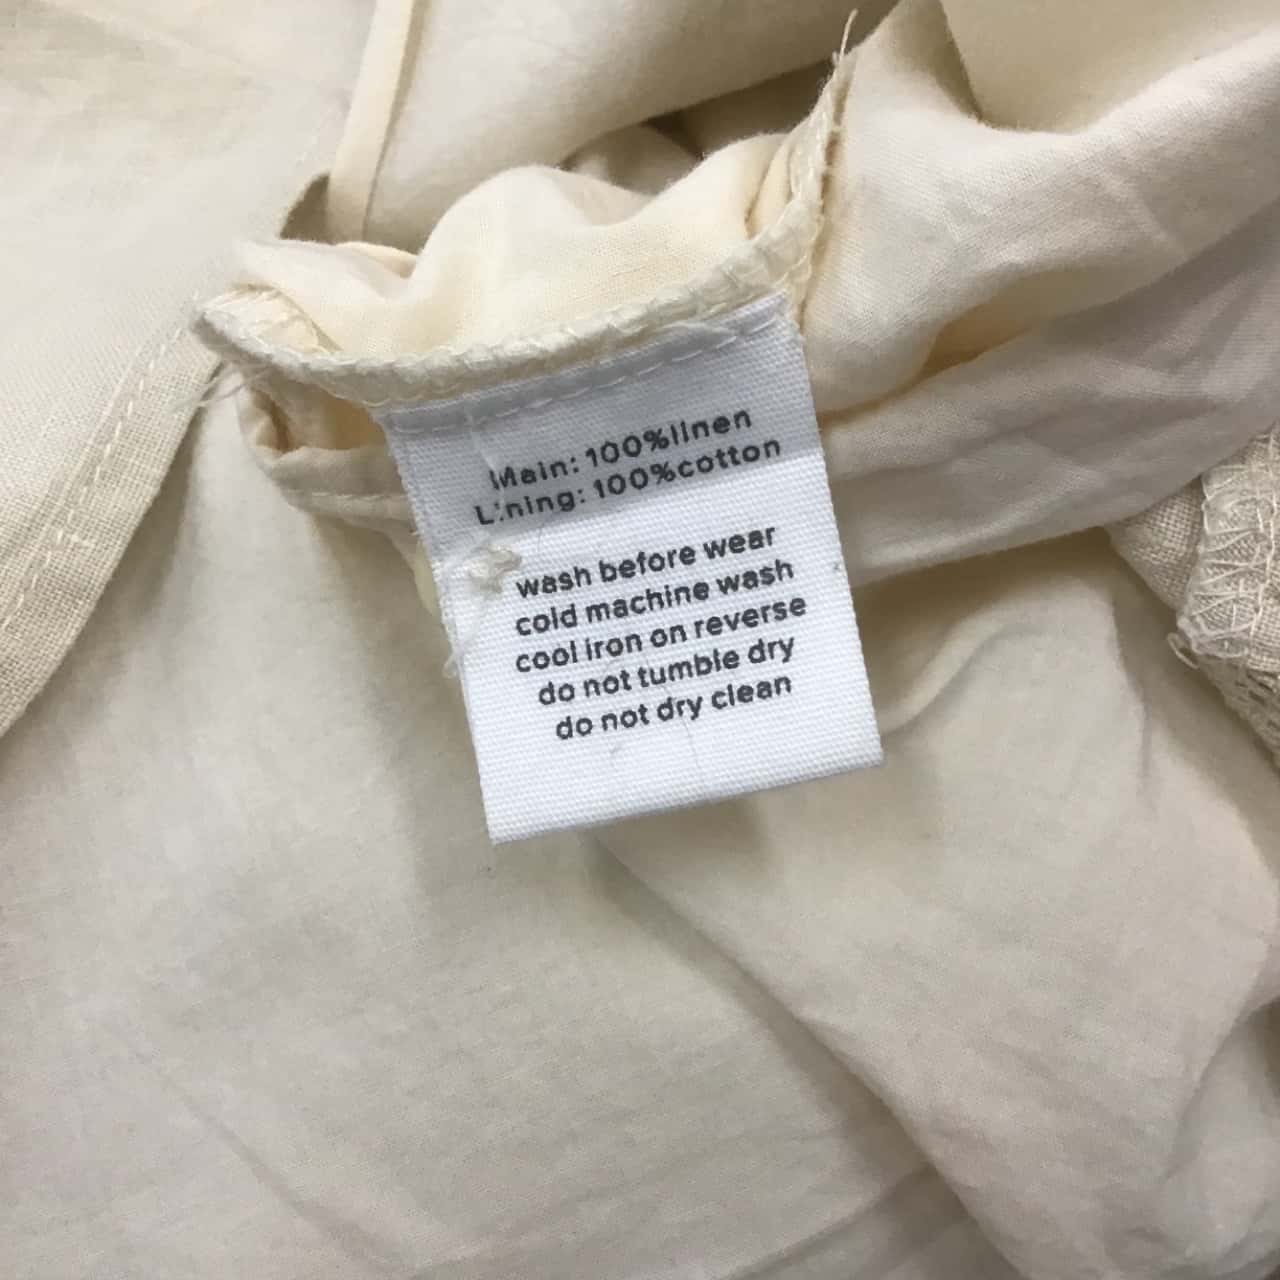 Main: 100%linen
Lining: 100%cotton
wash before wear
cold machine wash
cool iron on reverse
do not tumble dry
do not dry clean